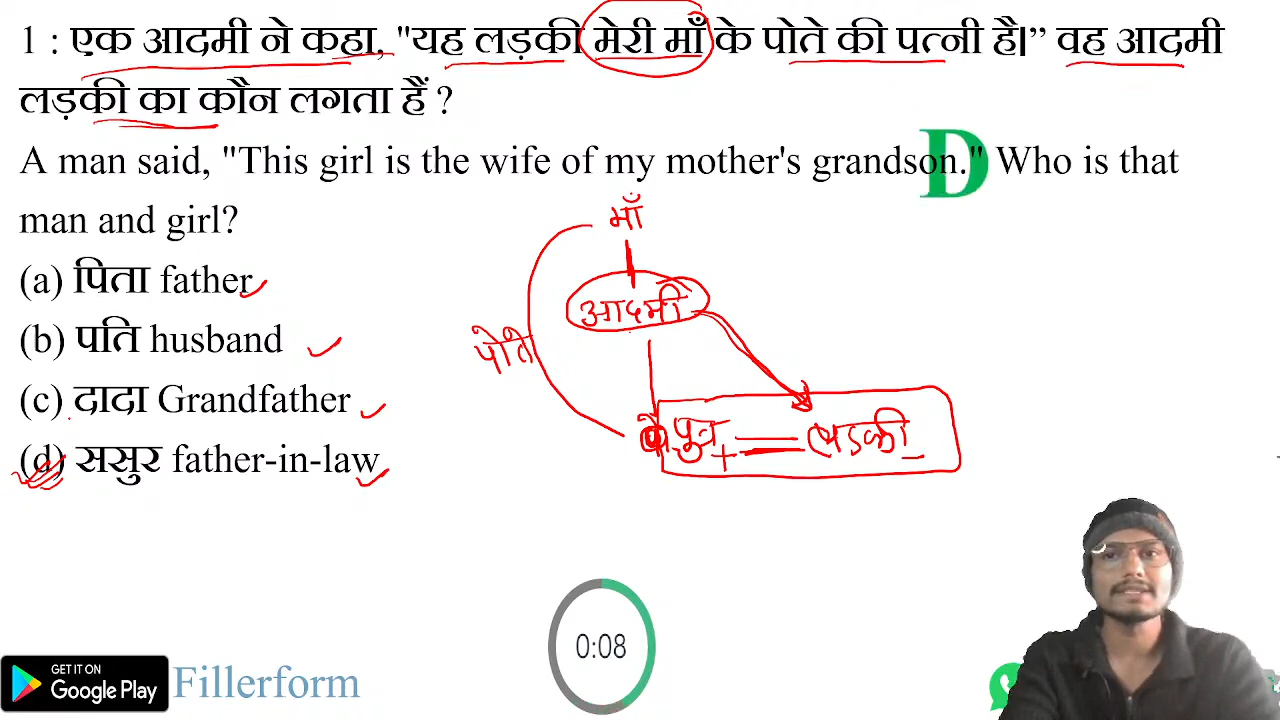 1 : एक आदमी ने कहा, "यह लड़की मेरी माँ के पोते की पत्नी है।” वह आदमी
लड़की का कौन लगता हैं ?
A man said, "This girl is the wife of my mother's grandson." Who is that
D
man and girl?
(a) पिता father
(b) पति husband
(c) दादा Grandfather
(d) ससुर father-in-law
माँ
आदमी
पोते
पुत्र + लडकी -
0:08
GET IT ON
Google Play
Fillerform